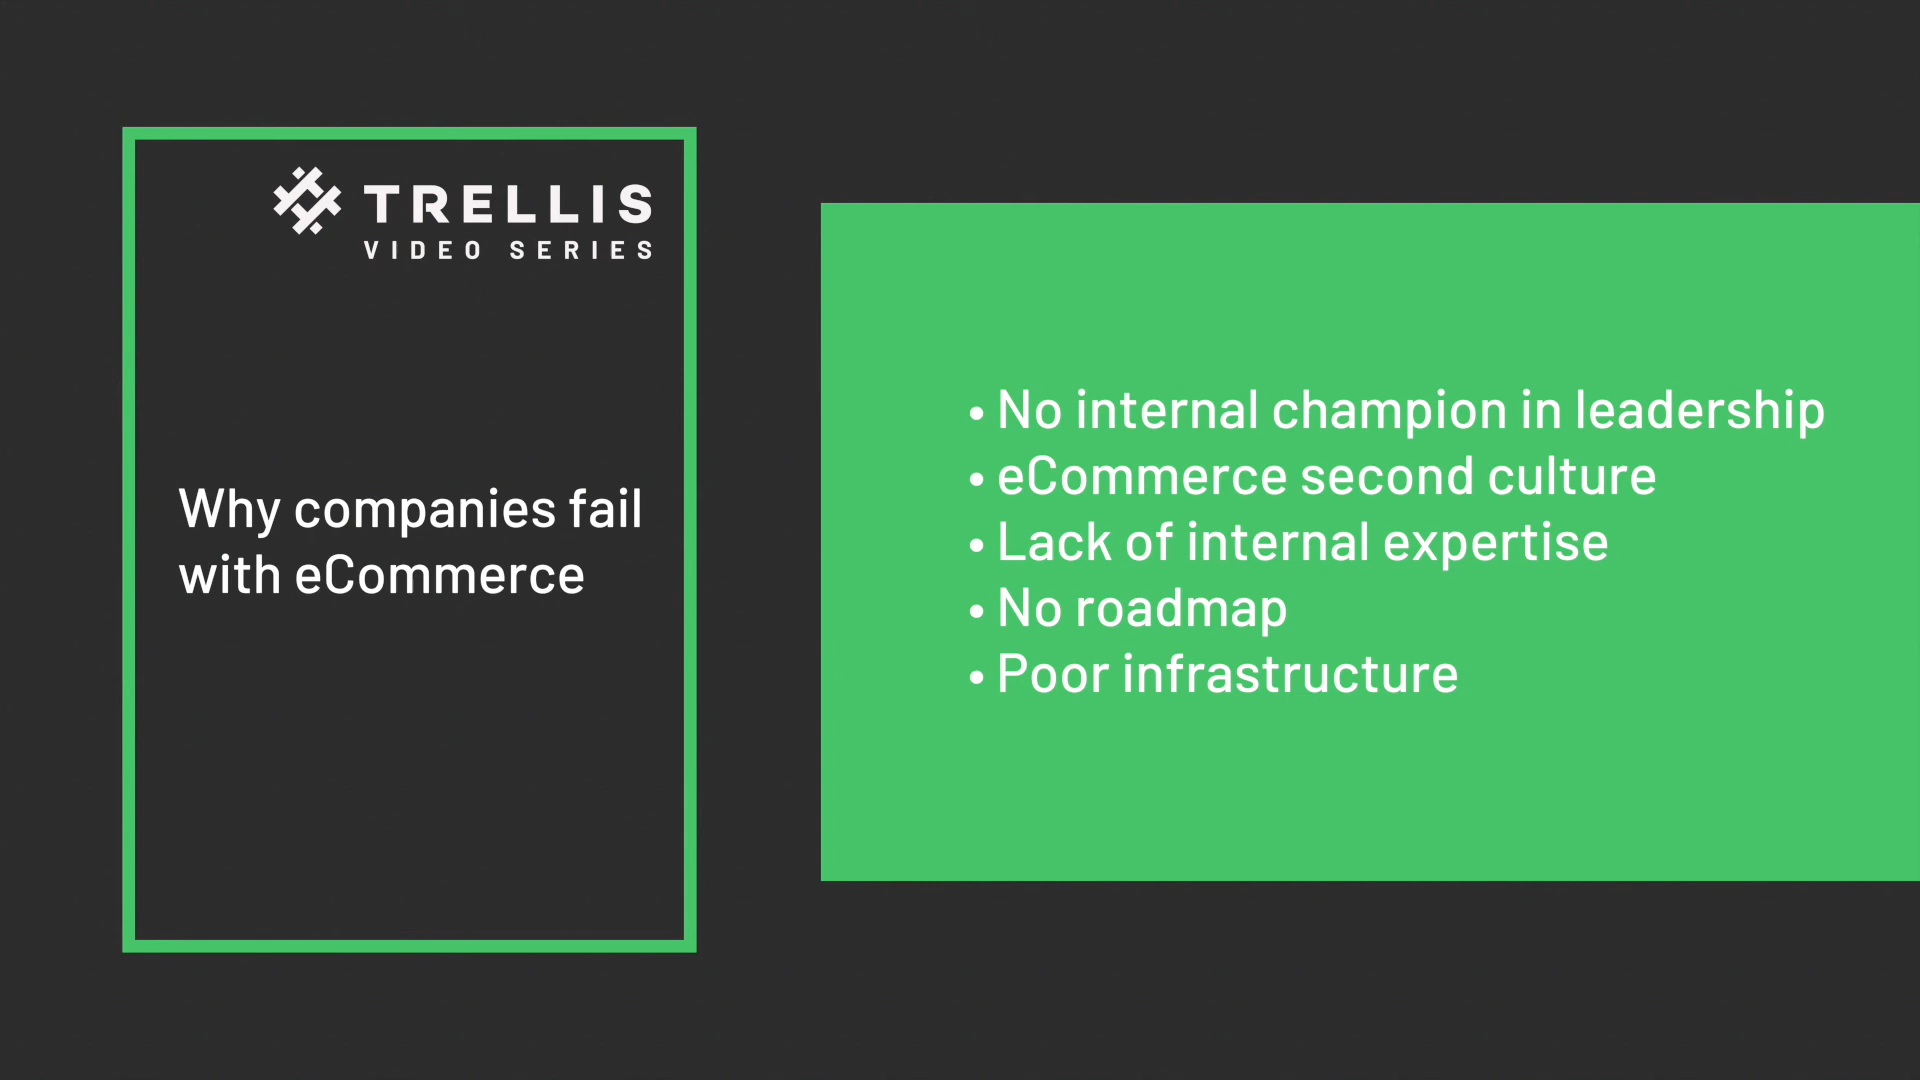 TRELLIS
VIDEO SERIES
Why companies fail
with eCommerce
• No internal champion in leadership
• eCommerce second culture
• Lack of internal expertise
• No roadmap
• Poor infrastructure